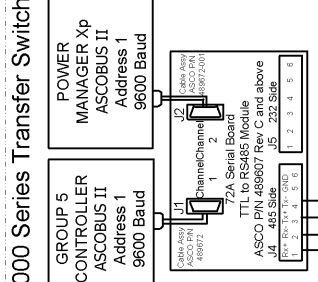 000 Series Transfer Switch
POWER
MANAGER Xp
ASCOBUS II
Address 1
9600 Baud
GROUP 5
CONTROLLER
ASCOBUS II
Address 1
9600 Baud
Cable Assy
ASCO P/N
489672-001
J2
Cable Assy
ASCO P/N
489672
J1
Channel
1
Channel
2
72A Serial Board
TTL to RS485 Module
ASCO P/N 489607 Rev C and above
J4 485 Side
Rx+ Rx- Tx+ Tx- GND
1 2 3 4 5 6
J5 232 Side
1 2 3 4 5 6